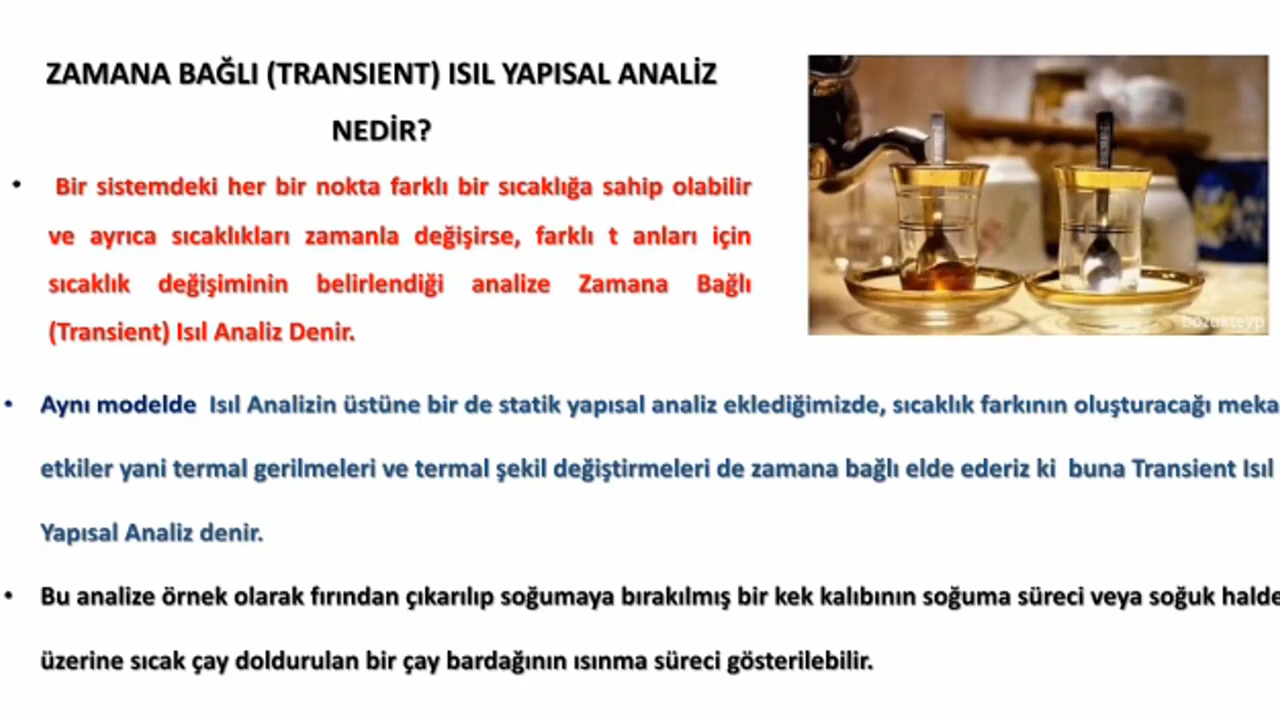 ZAMANA BAĞLI (TRANSIENT) ISIL YAPISAL ANALİZ
NEDİR?
• Bir sistemdeki her bir nokta farklı bir sıcaklığa sahip olabilir
ve ayrıca sıcaklıkları zamanla değişirse, farklı t anları için
sıcaklık değişiminin belirlendiği analize Zamana Bağlı
(Transient) Isıl Analiz Denir.
bozukteyp
• Aynı modelde Isıl Analizin üstüne bir de statik yapısal analiz eklediğimizde, sıcaklık farkının oluşturacağı meka
etkiler yani termal gerilmeleri ve termal şekil değiştirmeleri de zamana bağlı elde ederiz ki buna Transient Isıl
Yapısal Analiz denir.
• Bu analize örnek olarak fırından çıkarılıp soğumaya bırakılmış bir kek kalıbının soğuma süreci veya soğuk halde
üzerine sıcak çay doldurulan bir çay bardağının ısınma süreci gösterilebilir.